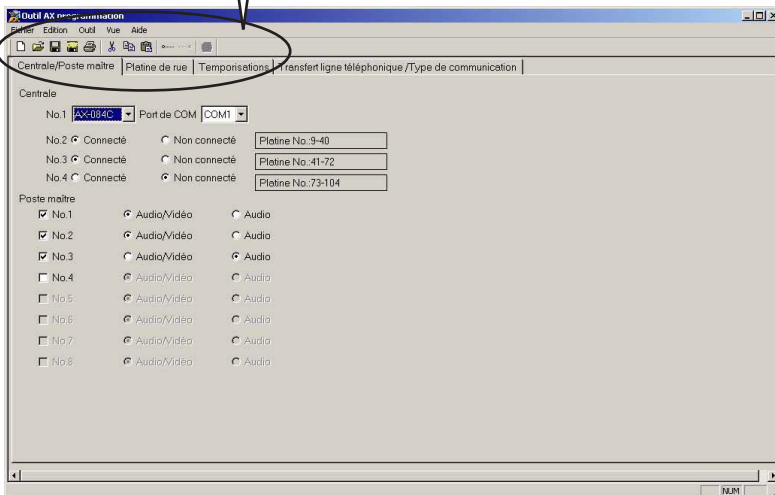 Outil AX programmation
Fichier Edition Outil Vue Aide
Centrale/Poste maître Platine de rue Temporisations Transfert ligne téléphonique /Type de communication
Centrale
No.1 AX-084C Port de COM COM1
No.2 Connecté Non connecté Platine No.:9-40
No.3 Connecté Non connecté Platine No.:41-72
No.4 Connecté Non connecté Platine No.:73-104
Poste maître
No.1 Audio/Vidéo Audio
No.2 Audio/Vidéo Audio
No.3 Audio/Vidéo Audio
No.4 Audio/Vidéo Audio
No.5 Audio/Vidéo Audio
No.6 Audio/Vidéo Audio
No.7 Audio/Vidéo Audio
No.8 Audio/Vidéo Audio
NUM